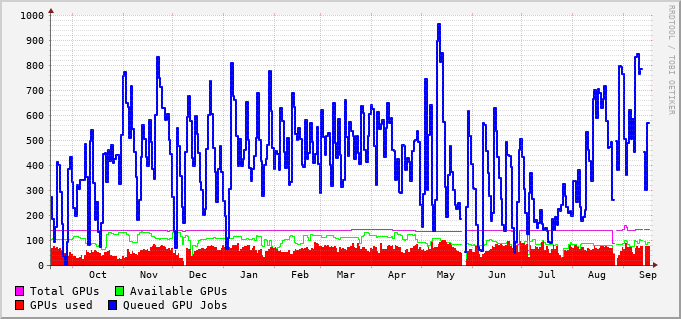 1000
900
800
700
600
500
400
300
200
100
0
Oct Nov Dec Jan Feb Mar Apr May Jun Jul Aug Sep
Total GPUs Available GPUs
GPUs used Queued GPU Jobs
RRDTOOL / TOBI OETIKER